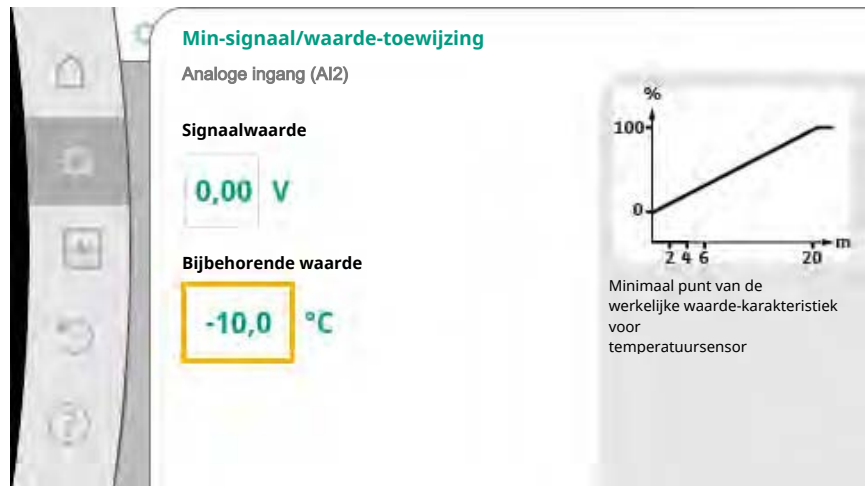 Min-signaal/waarde-toewijzing
Analoge ingang (AI2)
Signaalwaarde
0,00 V
Bijbehorende waarde
-10,0 °C
%
100
0
2 4 6 20 m
Minimaal punt van de
werkelijke waarde-karakteristiek
voor
temperatuursensor
?